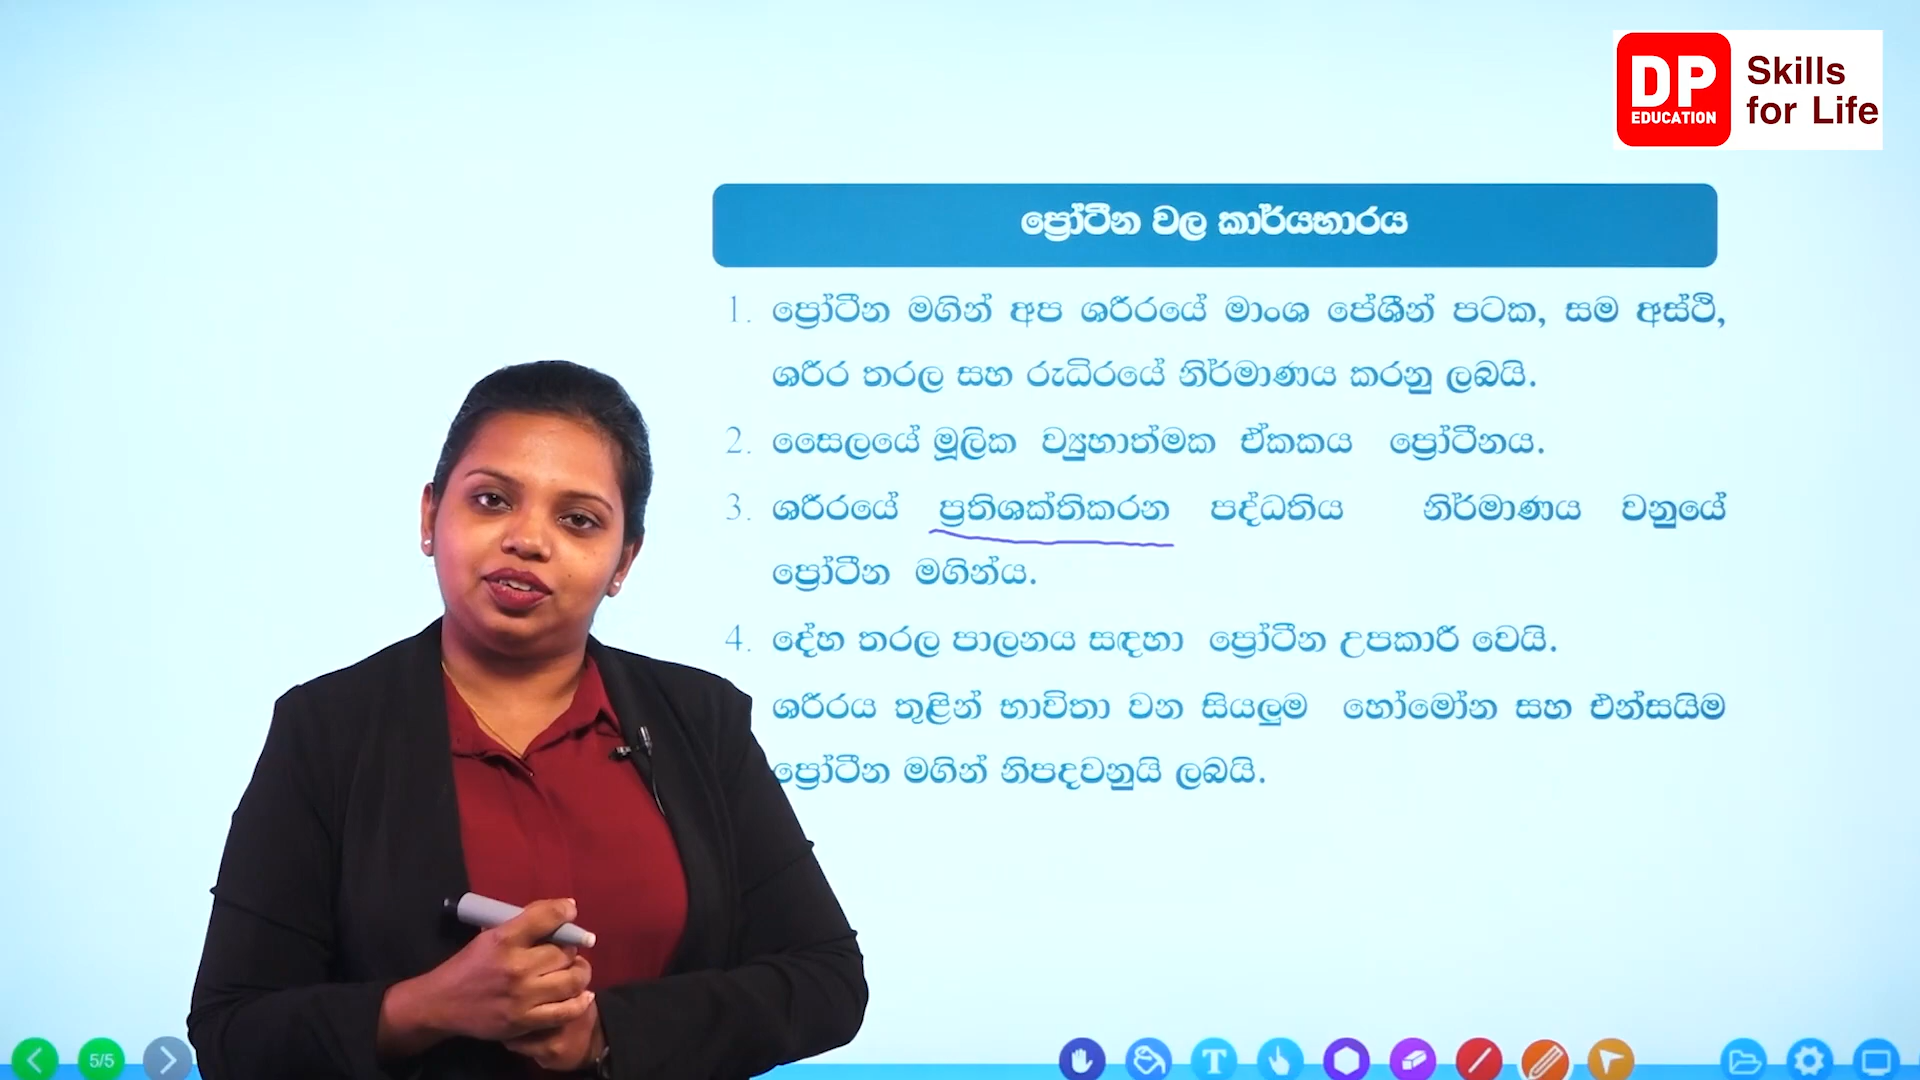 DP
EDUCATION
Skills
for Life
ප්‍රෝටීන වල කාර්යභාරය
1. ප්‍රෝටීන මගින් අප ශරීරයේ මාංශ පේශීන් පටක, සම අස්ථි,
ශරීර තරල සහ රුධිරයේ නිර්මාණය කරනු ලබයි.
2. සෛලයේ මූලික ව්‍යුහාත්මක ඒකකය ප්‍රෝටීනය.
3. ශරීරයේ ප්‍රතිශක්තිකරන පද්ධතිය නිර්මාණය වනුයේ
ප්‍රෝටීන මගින්ය.
4. දේහ තරල පාලනය සඳහා ප්‍රෝටීන උපකාරී වෙයි.
ශරීරය තුළින් භාවිතා වන සියලුම හෝමෝන සහ එන්සයිම
ප්‍රෝටීන මගින් නිපදවනුයි ලබයි.
5/5